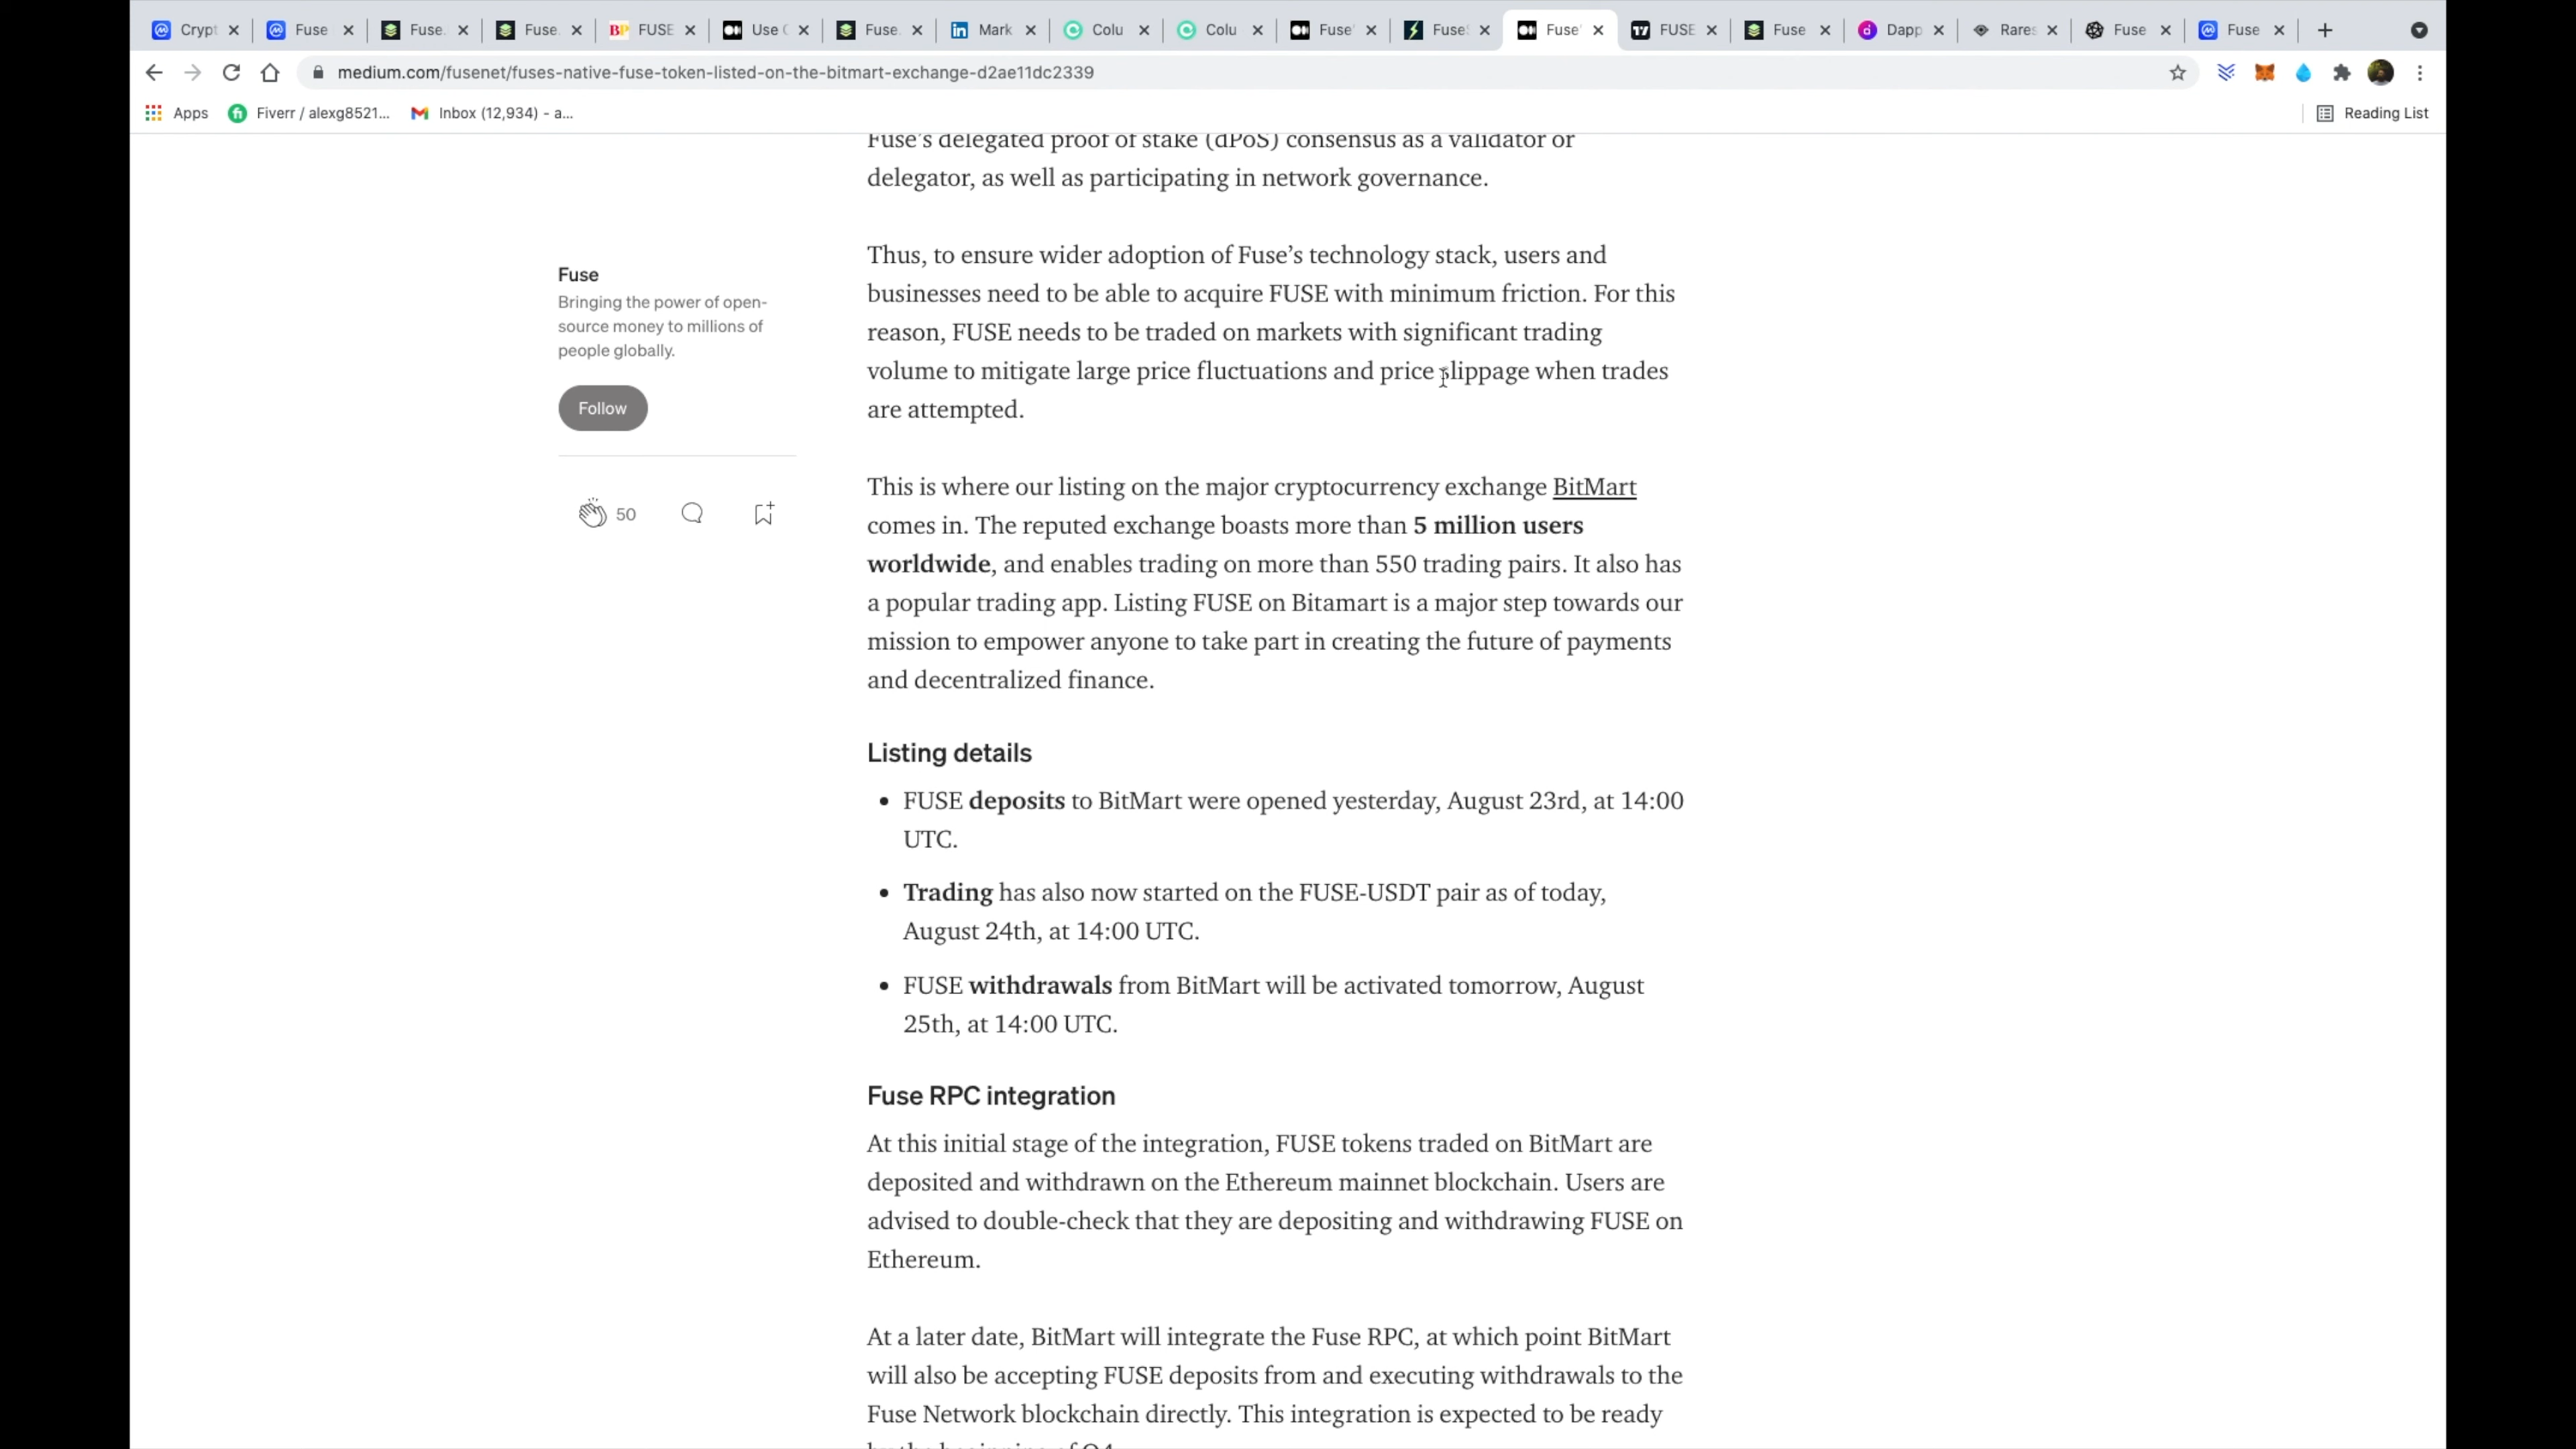 Crypt
Fuse
Fuse.
Fuse.
BP FUSE
Use C
Fuse.
Mark
Colu
Colu
Fuse'
Fuse
Fuse'
FUSE
Fuse
Dapp
Rares
Fuse
Fuse
medium.com/fusenet/fuses-native-fuse-token-listed-on-the-bitmart-exchange-d2ae11dc2339
Apps
Fiverr / alexg8521...
Inbox (12,934) - a...
Reading List
Fuse's delegated proof of stake (dPoS) consensus as a validator or
delegator, as well as participating in network governance.
Fuse
Bringing the power of open-
source money to millions of
people globally.
Follow
50
Thus, to ensure wider adoption of Fuse's technology stack, users and
businesses need to be able to acquire FUSE with minimum friction. For this
reason, FUSE needs to be traded on markets with significant trading
volume to mitigate large price fluctuations and price slippage when trades
are attempted.
This is where our listing on the major cryptocurrency exchange BitMart
comes in. The reputed exchange boasts more than 5 million users
worldwide, and enables trading on more than 550 trading pairs. It also has
a popular trading app. Listing FUSE on Bitamart is a major step towards our
mission to empower anyone to take part in creating the future of payments
and decentralized finance.
Listing details
• FUSE deposits to BitMart were opened yesterday, August 23rd, at 14:00
UTC.
• Trading has also now started on the FUSE-USDT pair as of today,
August 24th, at 14:00 UTC.
• FUSE withdrawals from BitMart will be activated tomorrow, August
25th, at 14:00 UTC.
Fuse RPC integration
At this initial stage of the integration, FUSE tokens traded on BitMart are
deposited and withdrawn on the Ethereum mainnet blockchain. Users are
advised to double-check that they are depositing and withdrawing FUSE on
Ethereum.
At a later date, BitMart will integrate the Fuse RPC, at which point BitMart
will also be accepting FUSE deposits from and executing withdrawals to the
Fuse Network blockchain directly. This integration is expected to be ready
by the beginning of Q4